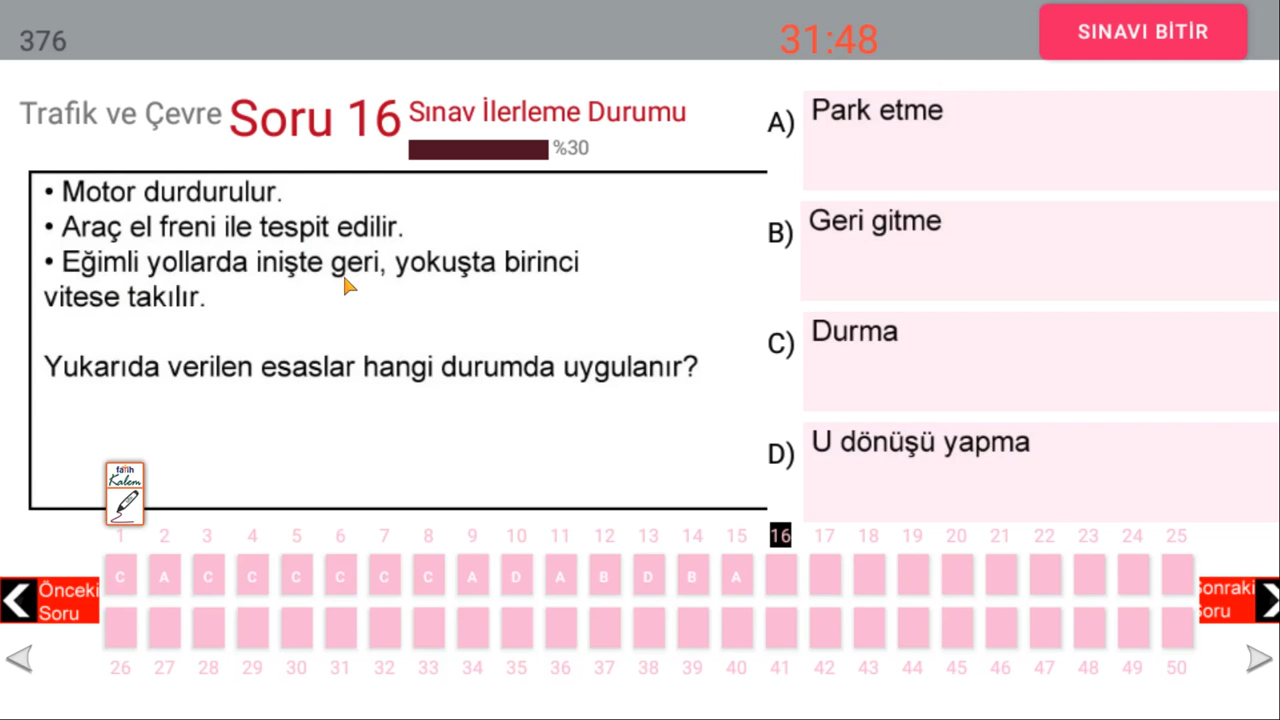 376
31:48
SINAVI BİTİR
Trafik ve Çevre
Soru 16
Sınav İlerleme Durumu
%30
• Motor durdurulur.
• Araç el freni ile tespit edilir.
• Eğimli yollarda inişte geri, yokuşta birinci
vitese takılır.
Yukarıda verilen esaslar hangi durumda uygulanır?
A) Park etme
B) Geri gitme
C) Durma
D) U dönüşü yapma
fatih
Kalem
1 2 3 4 5 6 7 8 9 10 11 12 13 14 15 16 17 18 19 20 21 22 23 24 25
C A C C C C C C A D A B D B A
Önceki
Soru
Sonraki
Soru
26 27 28 29 30 31 32 33 34 35 36 37 38 39 40 41 42 43 44 45 46 47 48 49 50